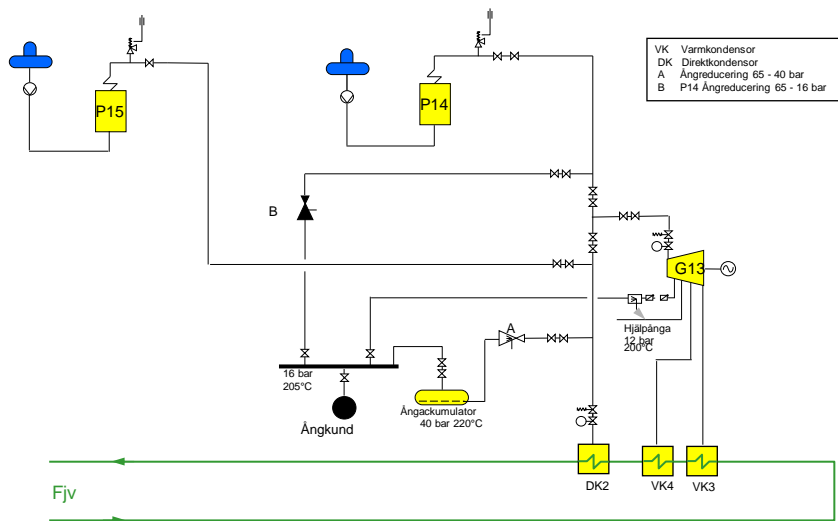 VK Varmkondensor
DK Direktkondensor
A Ångreducering 65 - 40 bar
B P14 Ångreducering 65 - 16 bar
P15
P14
B
G13
A
Hjälpånga
12 bar
200°C
16 bar
205°C
Ångkund
Ångackumulator
40 bar 220°C
DK2
VK4
VK3
Fjv